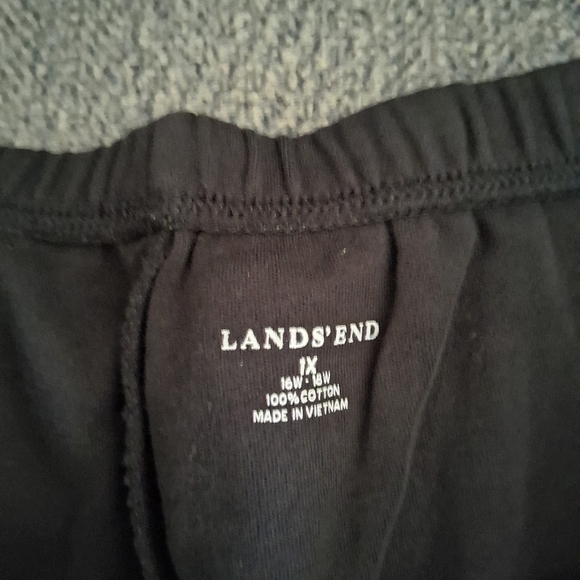 LANDS' END
1X
16W - 18W
100% COTTON
MADE IN VIETNAM